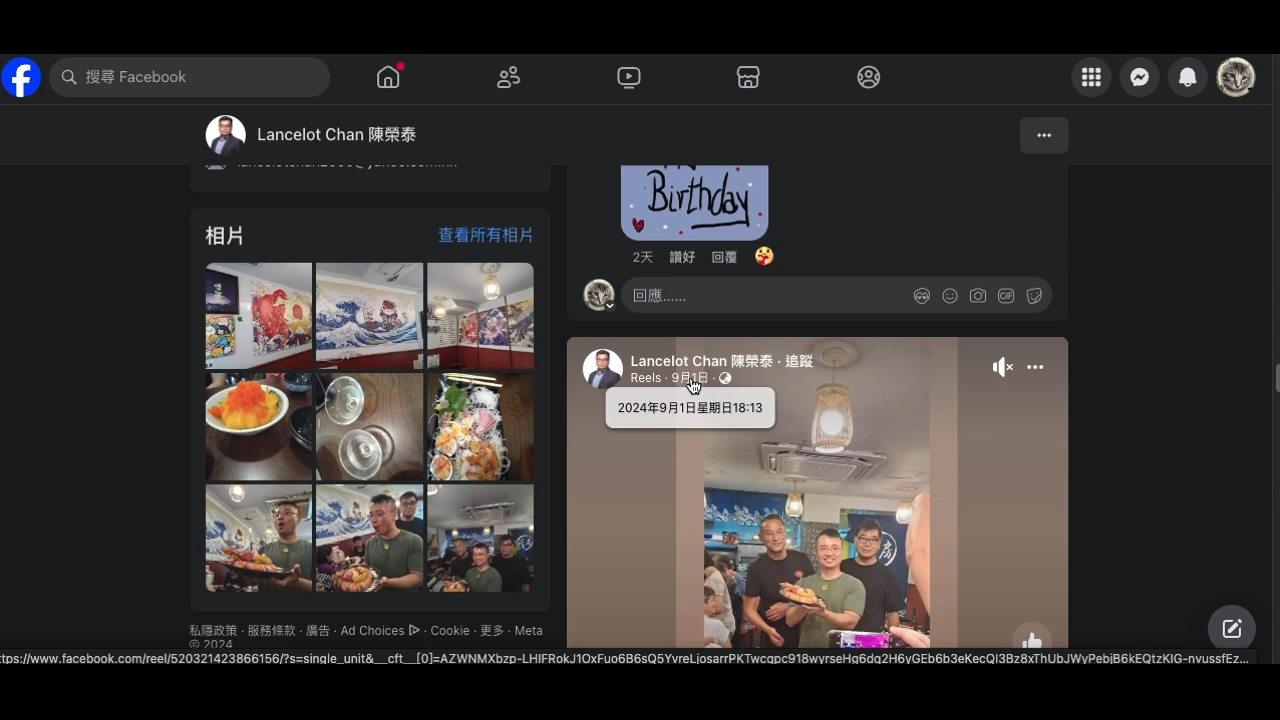 搜尋 Facebook
Lancelot Chan 陳榮泰
相片
查看所有相片
私隱政策 · 服務條款 · 廣告 · Ad Choices · Cookie · 更多 · Meta
© 2024
Birthday
2天 讚好 回覆
回應......
GIF
Lancelot Chan 陳榮泰 · 追蹤
Reels · 9月1日 ·
2024年9月1日星期日18:13